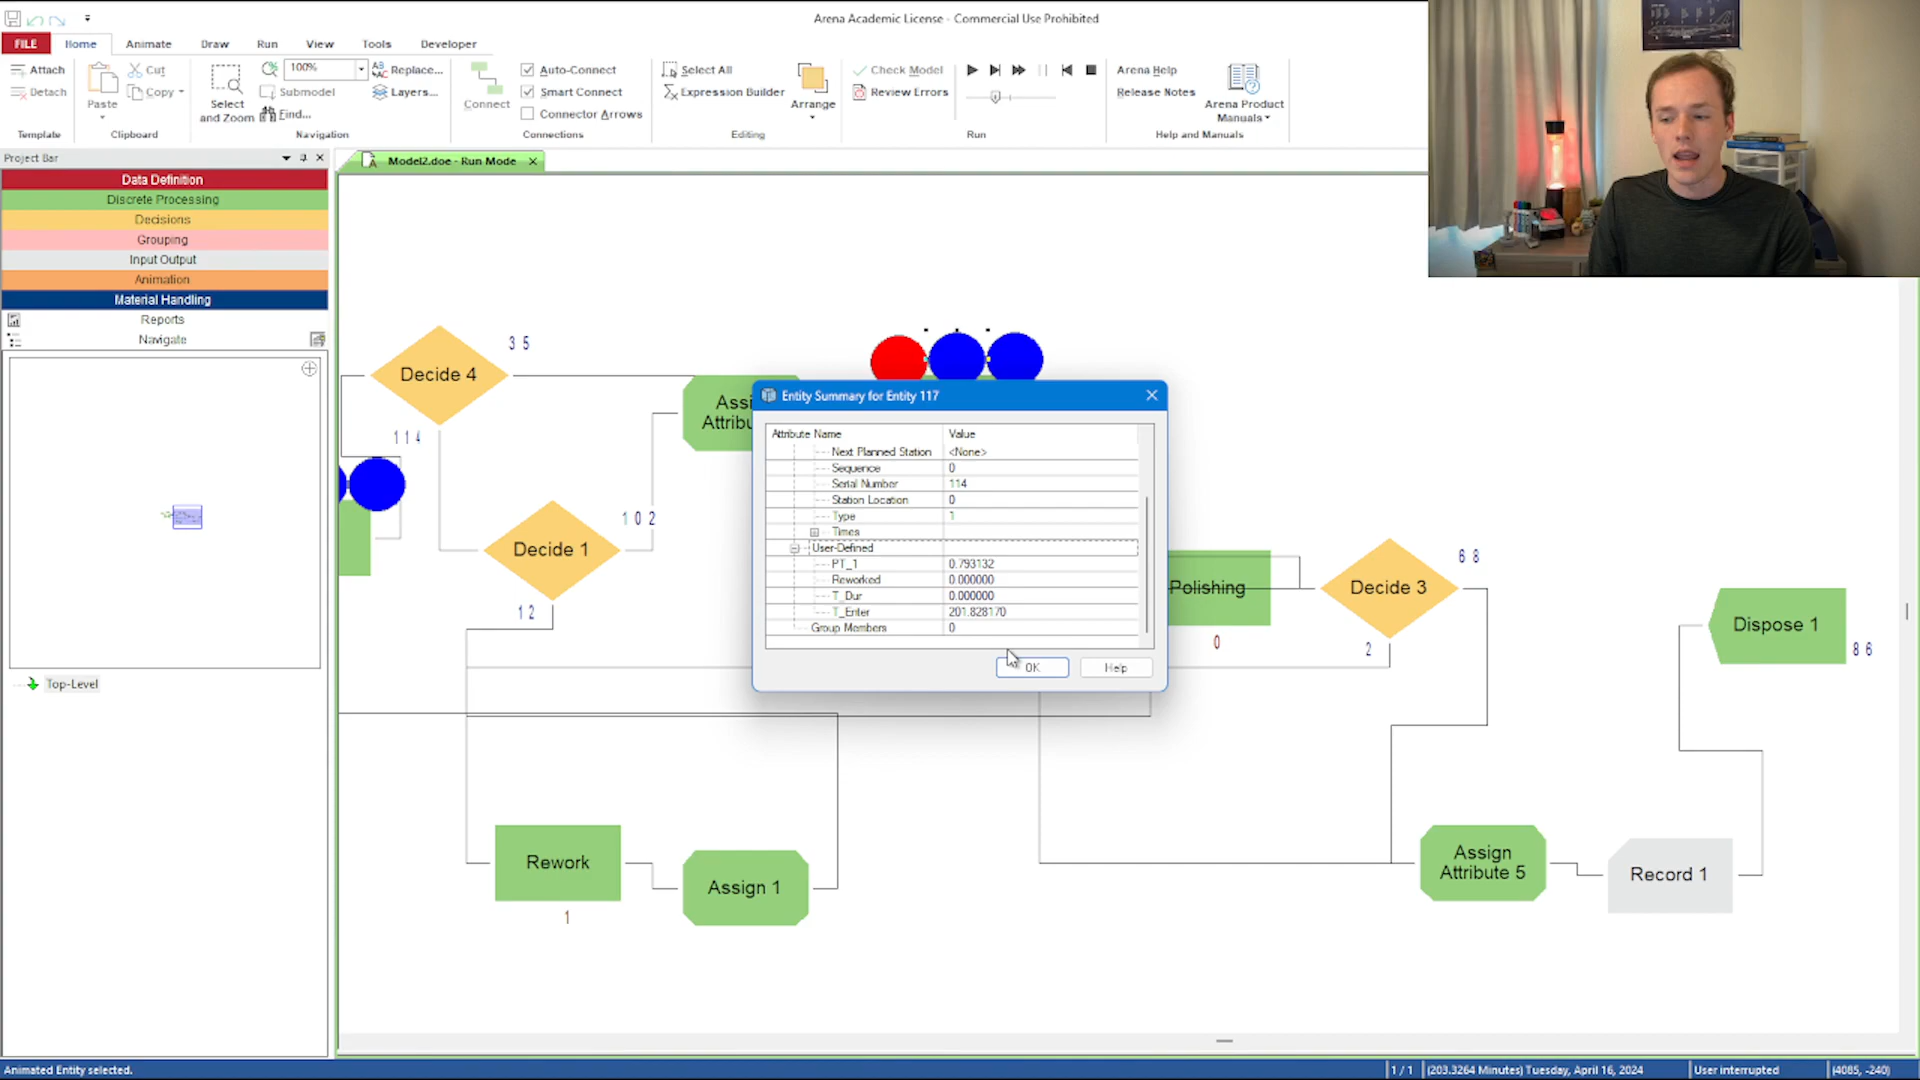 Arena Academic License - Commercial Use Prohibited
FILE
Home
Animate
Draw
Run
View
Tools
Developer
Attach
Detach
Template
Paste
Cut
Copy
Clipboard
Select
and Zoom
100%
Submodel
Find...
Replace...
Layers...
Navigation
Connect
Auto-Connect
Smart Connect
Connector Arrows
Connections
Select All
Expression Builder
Arrange
Editing
Check Model
Review Errors
Run
Arena Help
Release Notes
Arena Product
Manuals
Help and Manuals
Project Bar
Data Definition
Discrete Processing
Decisions
Grouping
Input Output
Animation
Material Handling
Reports
Navigate
Top-Level
Model2.doe - Run Mode
Decide 4
3 5
1 1 4
Assi
Attribu
Decide 1
1 0 2
1 2
Entity Summary for Entity 117
Attribute Name Value
Next Planned Station <None>
Sequence 0
Serial Number 114
Station Location 0
Type 1
Times
User-Defined
PT_1 0.793132
Reworked 0.000000
T_Dur 0.000000
T_Enter 201.828170
Group Members 0
OK
Help
Polishing
0
Decide 3
6 8
2
Dispose 1
8 6
Rework
1
Assign 1
Assign
Attribute 5
Record 1
Animated Entity selected.
1 / 1
(203.3264 Minutes) Tuesday, April 16, 2024
User interrupted
(4085, -240)